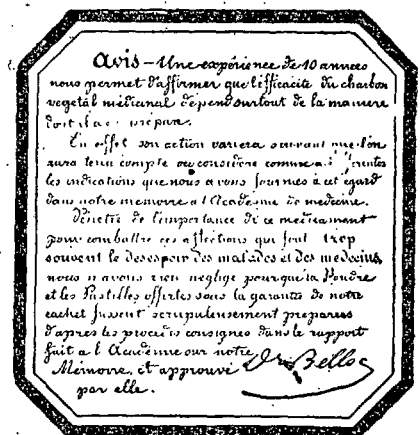 Avis – Une expérience de 10 années
nous permet d'affirmer que l'efficacité du charbon
végétal médicinal dépend surtout de la manière
dont il a été préparé.
En effet son action variera suivant que l'on
aura tenu compte ou considéré comme
les indications que nous avons fournies à cet égard
dans notre mémoire à l'Académie de médecine.
Pénétré de l'importance de ce médicament
pour combattre ces affections qui font trop
souvent le désespoir des malades et des médecins,
nous n'avons rien négligé pour que la Poudre
et les Pastilles offertes sous la garantie de notre
cachet fussent scrupuleusement préparées
d'après les procédés consignés dans le rapport
fait à l'Académie sur notre
Mémoire, et approuvé
par elle.
Dr Belloc